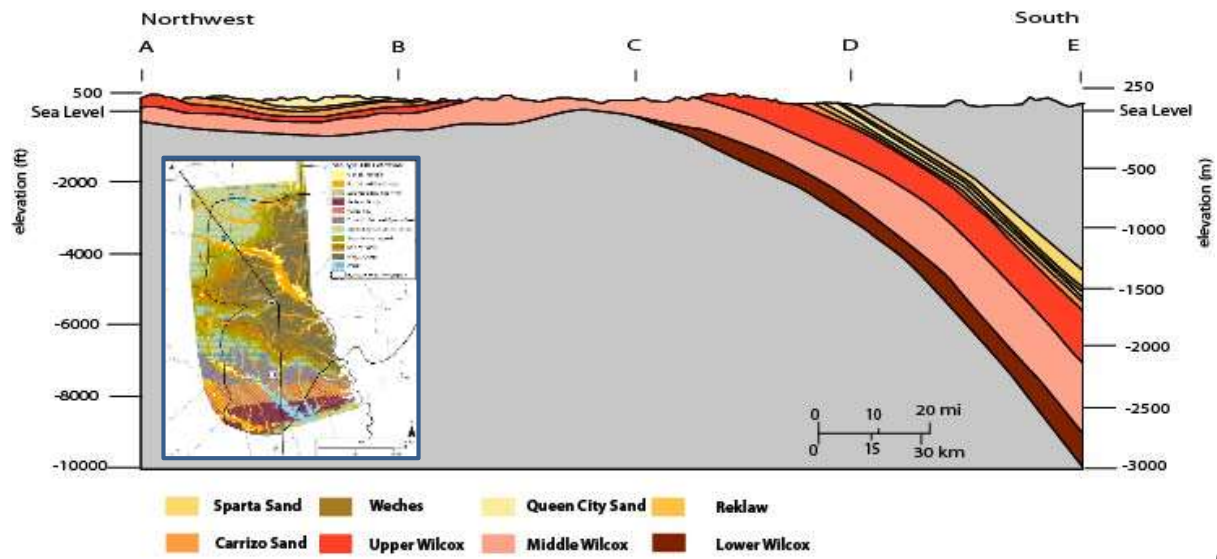 Northwest South
A B C D E
500 250
Sea Level Sea Level
elevation (ft) elevation (m)
-500
-2000
-1000
-4000
-1500
-6000
-2000
-8000
-2500
-10000 -3000
0 10 20 mi
0 15 30 km
Sparta Sand Weches Queen City Sand Reklaw
Carrizo Sand Upper Wilcox Middle Wilcox Lower Wilcox